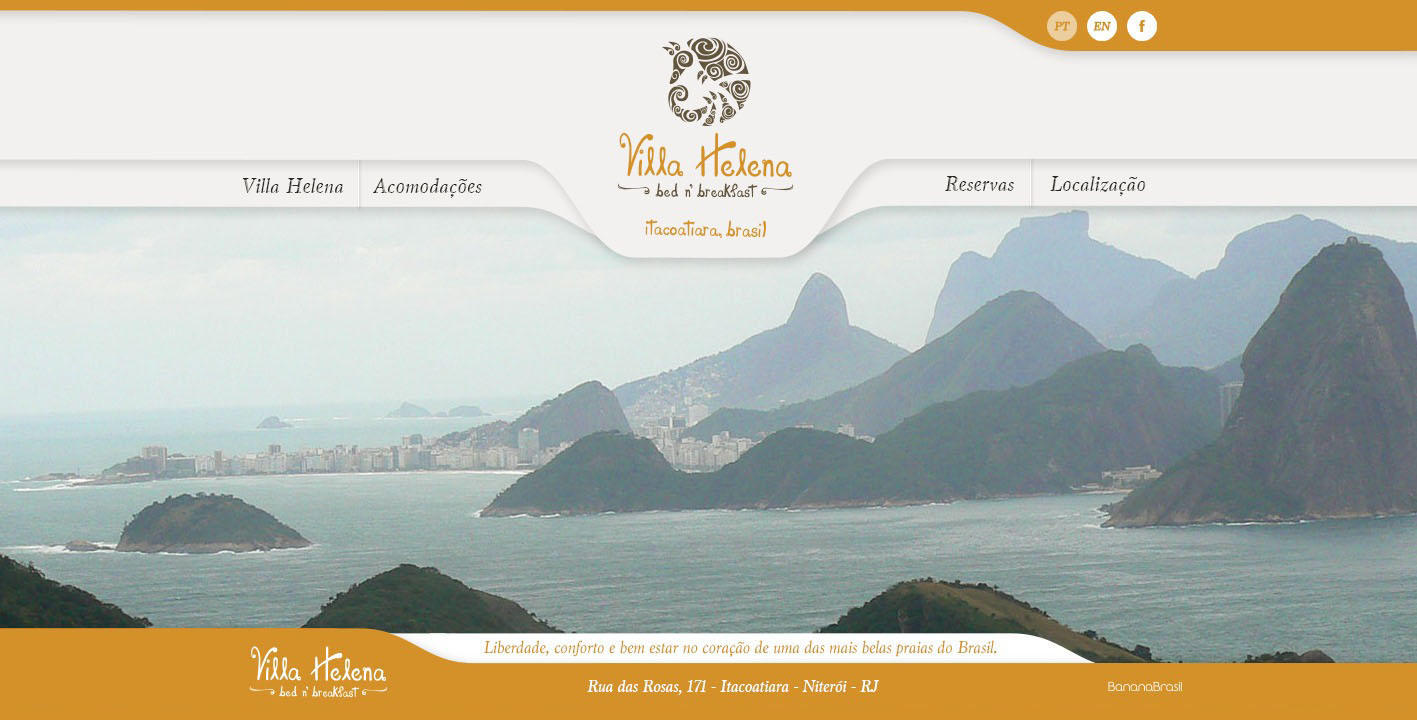 PT EN f
Villa Helena
bed n' breakfast
itacoatiara, brasil
Villa Helena
Acomodações
Reservas
Localização
Liberdade, conforto e bem estar no coração de uma das mais belas praias do Brasil.
Villa Helena
bed n' breakfast
Rua das Rosas, 171 - Itacoatiara - Niterói - RJ
BananaBrasil